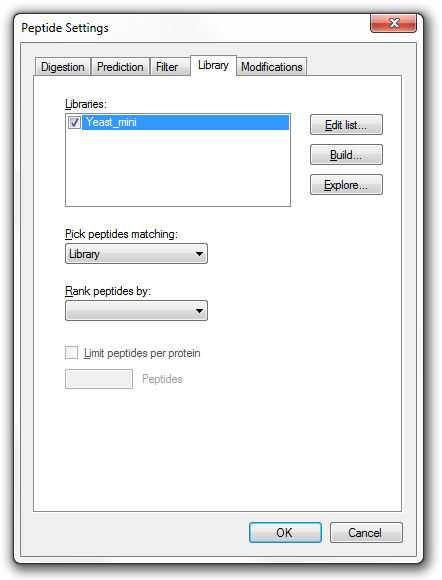 Peptide Settings
Digestion Prediction Filter Library Modifications
Libraries:
Yeast_mini
Edit list...
Build...
Explore...
Pick peptides matching:
Library
Rank peptides by:
Limit peptides per protein
Peptides
OK Cancel